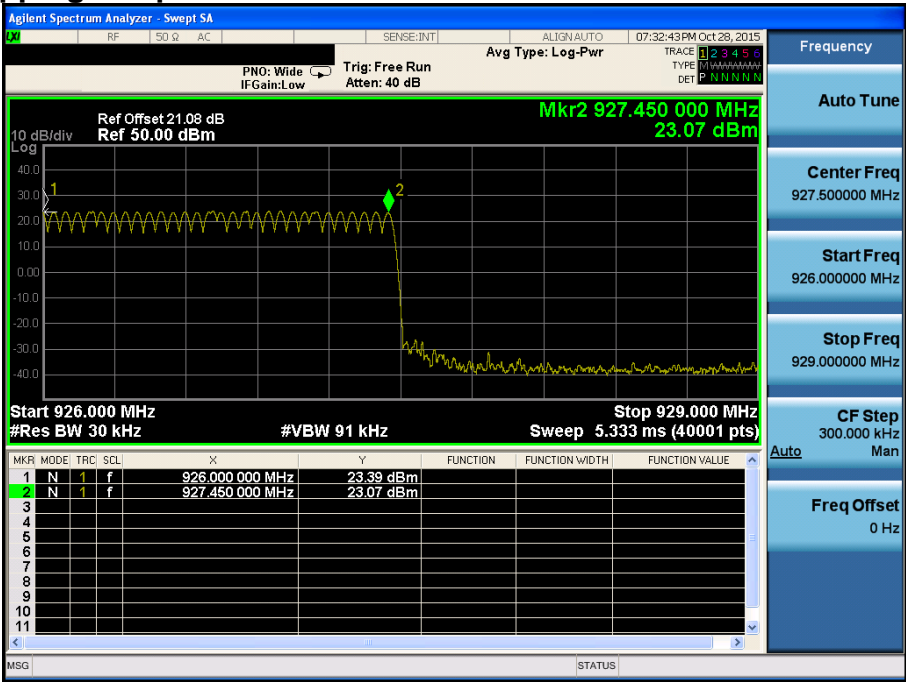 Agilent Spectrum Analyzer - Swept SA
LXI RF 50 Ω AC SENSE:INT ALIGN AUTO 07:32:43 PM Oct 28, 2015
Avg Type: Log-Pwr TRACE 1 2 3 4 5 6
PNO: Wide Trig: Free Run TYPE M WWWWW
IFGain:Low Atten: 40 dB DET P N N N N N
Mkr2 927.450 000 MHz
Ref Offset 21.08 dB
10 dB/div Ref 50.00 dBm 23.07 dBm
Log
40.0
30.0
20.0
10.0
0.00
-10.0
-20.0
-30.0
-40.0
1
2
Start 926.000 MHz Stop 929.000 MHz
#Res BW 30 kHz #VBW 91 kHz Sweep 5.333 ms (40001 pts)
MKR MODE TRC SCL X Y FUNCTION FUNCTION WIDTH FUNCTION VALUE
1 N 1 f 926.000 000 MHz 23.39 dBm
2 N 1 f 927.450 000 MHz 23.07 dBm
3
4
5
6
7
8
9
10
11
MSG STATUS
Frequency
Auto Tune
Center Freq
927.500000 MHz
Start Freq
926.000000 MHz
Stop Freq
929.000000 MHz
CF Step
300.000 kHz
Auto Man
Freq Offset
0 Hz